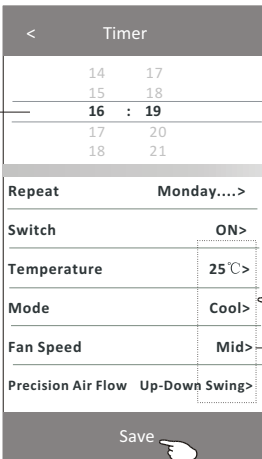 < Timer
14 17
15 18
16 : 19
17 20
18 21
Repeat Monday....>
Switch ON>
Temperature 25℃>
Mode Cool>
Fan Speed Mid>
Precision Air Flow Up-Down Swing>
Save